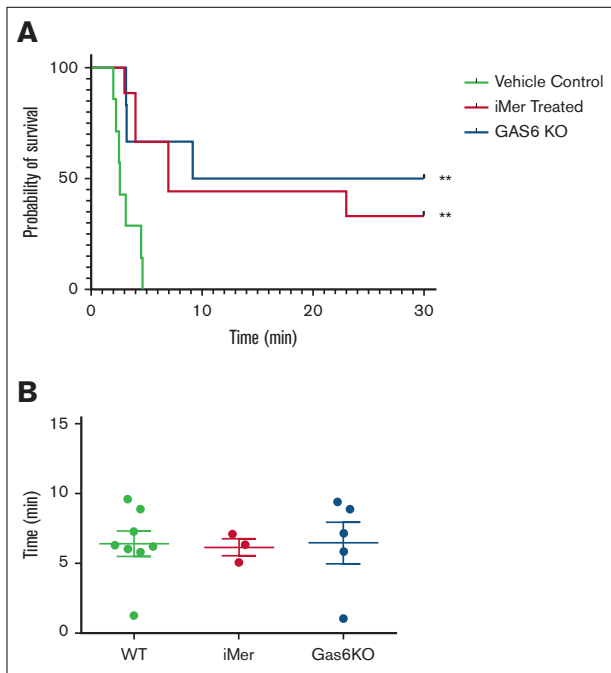 A
100
50
0
Probability of survival
0 10 20 30
Time (min)
Vehicle Control
iMer Treated
GAS6 KO
**
**
B
15
10
5
0
Time (min)
WT iMer Gas6KO